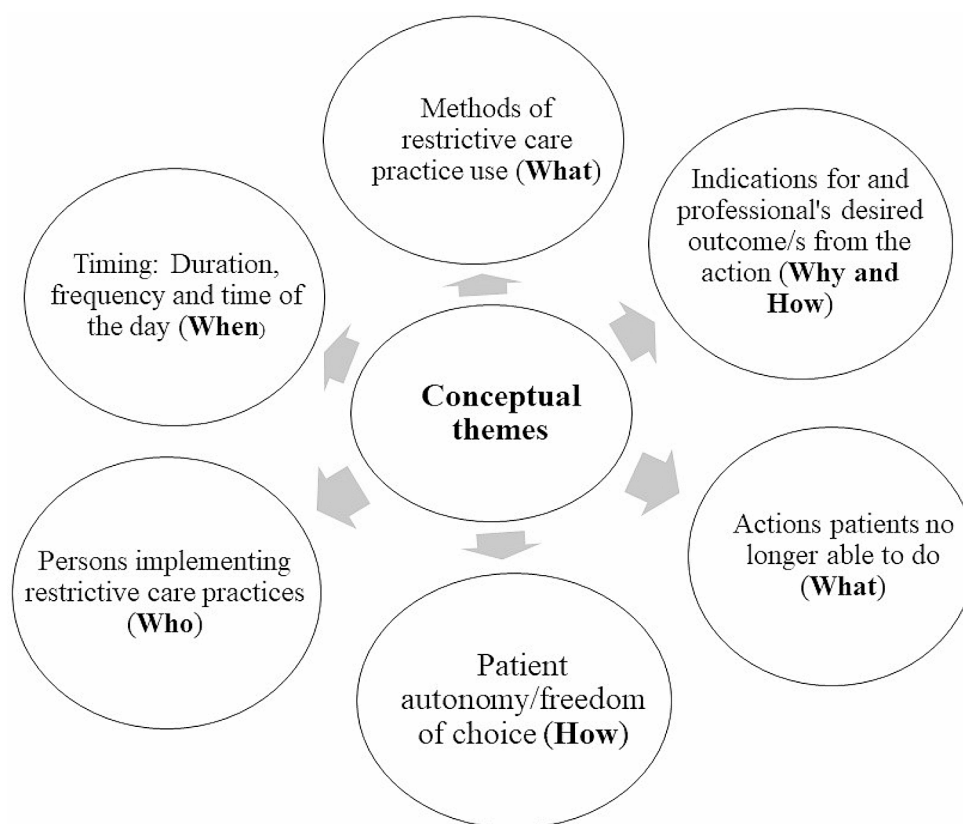 Methods of
restrictive care
practice use (What)
Indications for and
professional's desired
outcome/s from the
action (Why and
How)
Timing: Duration,
frequency and time of
the day (When)
Conceptual
themes
Actions patients no
longer able to do
(What)
Persons implementing
restrictive care practices
(Who)
Patient
autonomy/freedom
of choice (How)